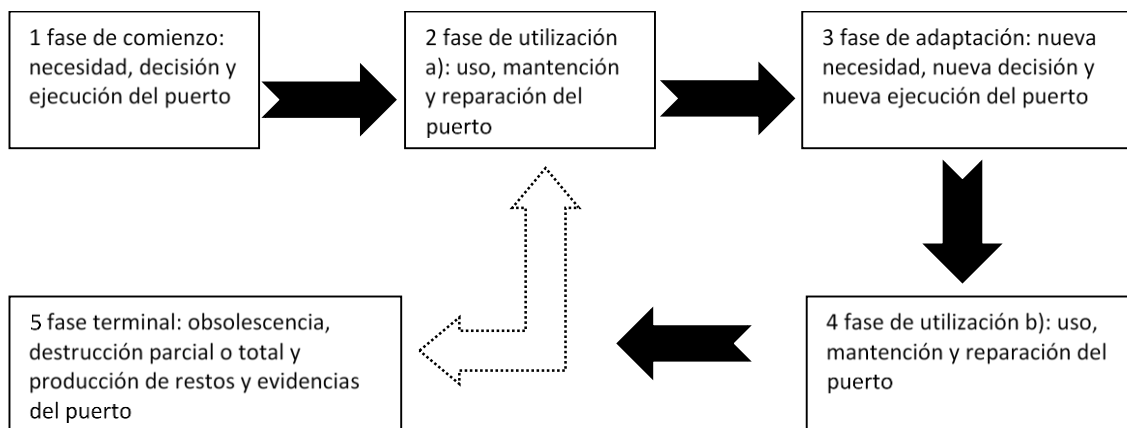 1 fase de comienzo:
necesidad, decisión y
ejecución del puerto
2 fase de utilización
a): uso, mantención
y reparación del
puerto
3 fase de adaptación: nueva
necesidad, nueva decisión y
nueva ejecución del puerto
4 fase de utilización b): uso,
mantención y reparación del
puerto
5 fase terminal: obsolescencia,
destrucción parcial o total y
producción de restos y evidencias
del puerto